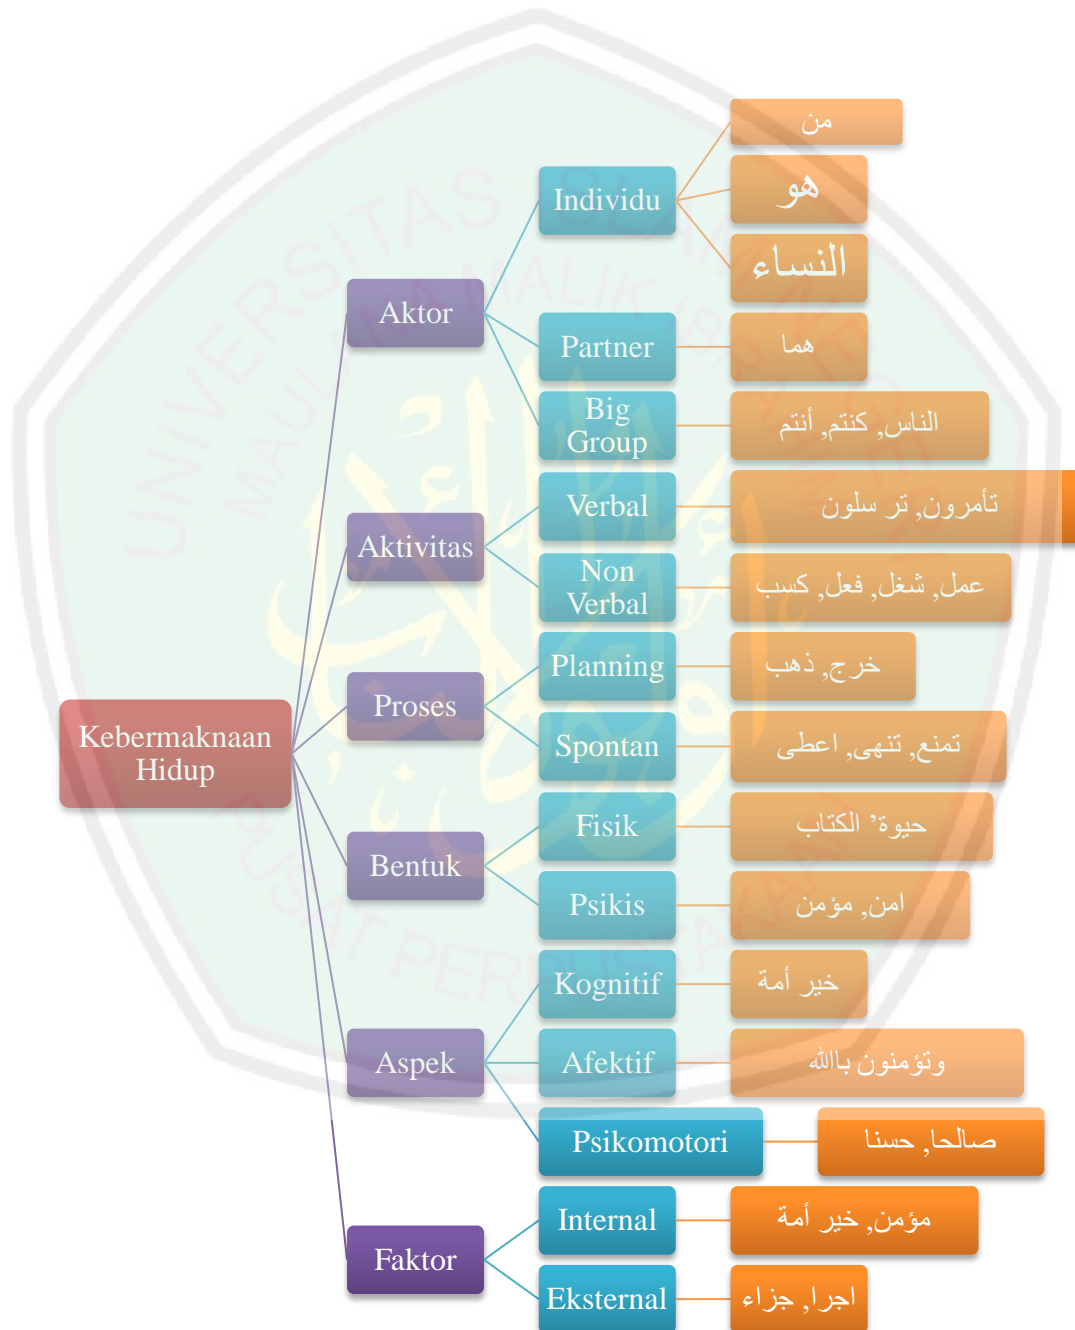 Kebermaknaan
Hidup
Aktor
Individu
من
هو
النساء
Partner
هما
Big
Group
الناس, كنتم, أنتم
Aktivitas
Verbal
تأمرون, تر سلون
Non
Verbal
عمل, شغل, فعل, كسب
Proses
Planning
خرج, ذهب
Spontan
تمنع, تنهى, اعطى
Bentuk
Fisik
حيوة’ الكتاب
Psikis
امن, مؤمن
Aspek
Kognitif
خير أمة
Afektif
وتؤمنون باالله
Psikomotori
صالحا, حسنا
Faktor
Internal
مؤمن, خير أمة
Eksternal
اجرا, جزاء
PUSAT PERPUSTAKAAN